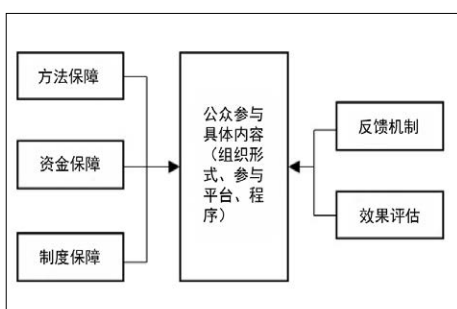 方法保障
资金保障
制度保障
公众参与
具体内容
（组织形
式、参与
平台、程
序）
反馈机制
效果评估